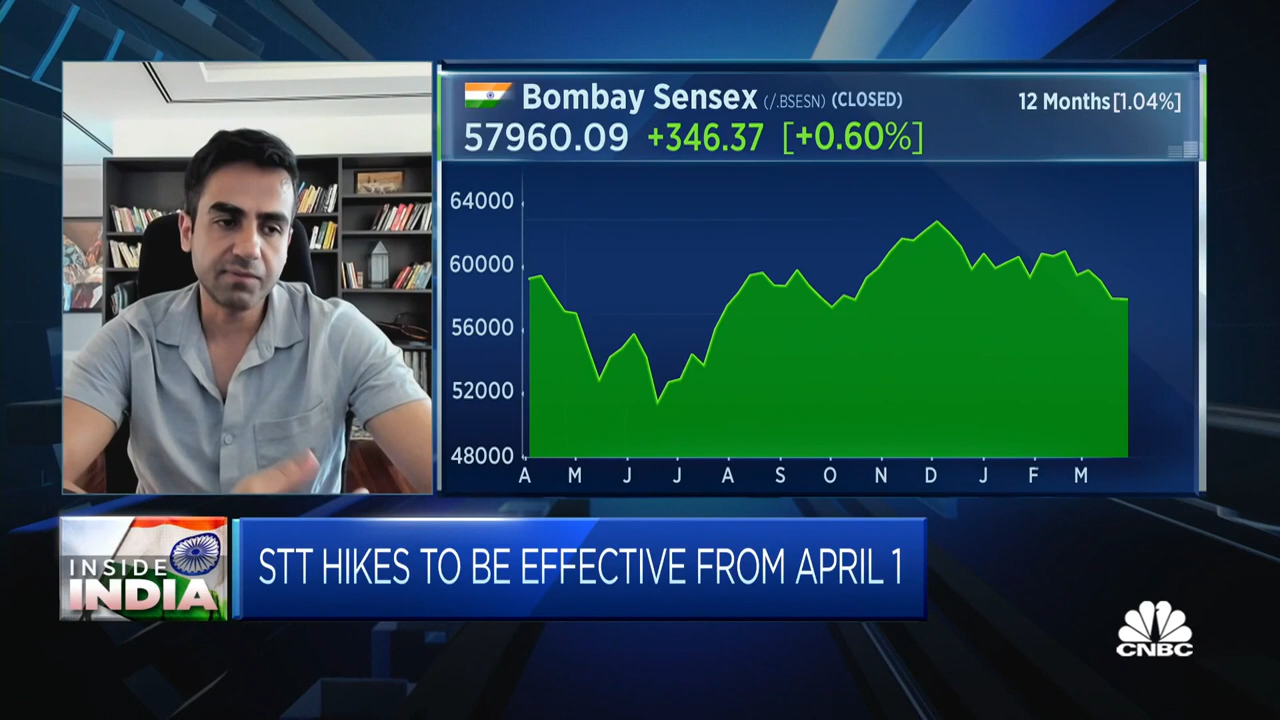 Bombay Sensex (/.BSESN) (CLOSED) 12 Months[1.04%]
57960.09 +346.37 [+0.60%]
64000
60000
56000
52000
48000
A M J J A S O N D J F M
INSIDE
INDIA
STT HIKES TO BE EFFECTIVE FROM APRIL 1
CNBC